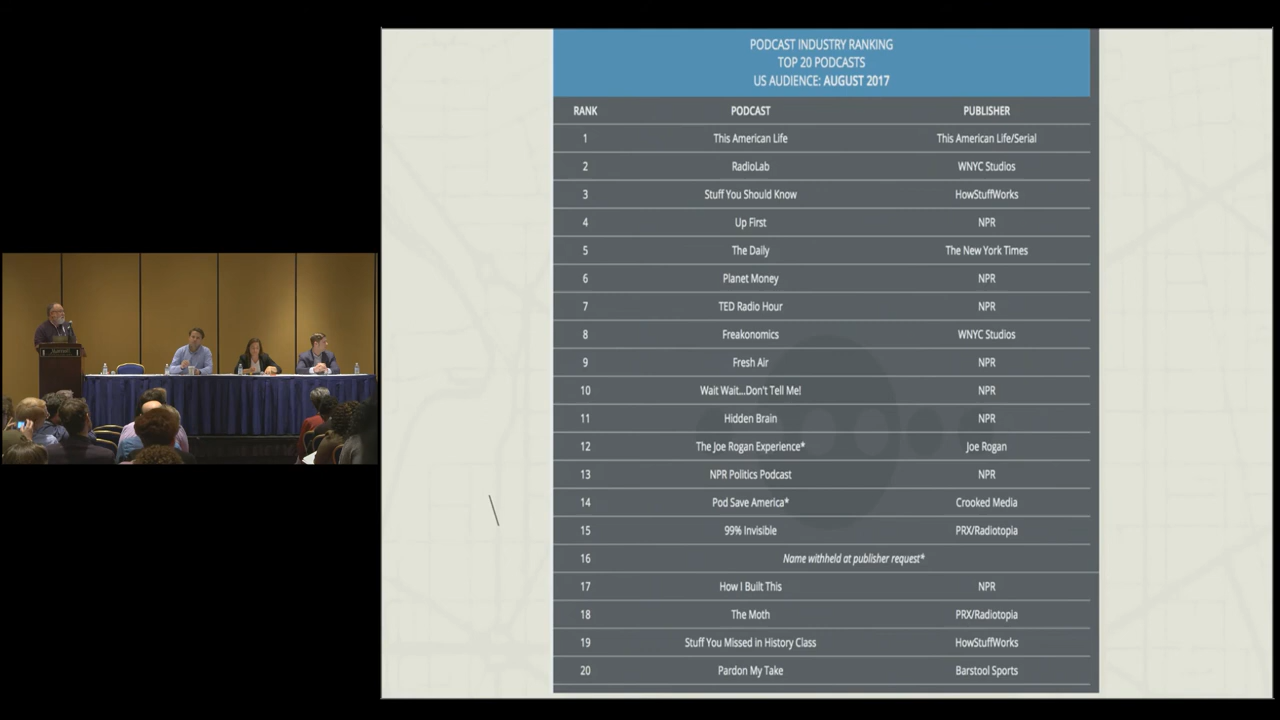 PODCAST INDUSTRY RANKING
TOP 20 PODCASTS
US AUDIENCE: AUGUST 2017
RANK PODCAST PUBLISHER
1 This American Life This American Life/Serial
2 RadioLab WNYC Studios
3 Stuff You Should Know HowStuffWorks
4 Up First NPR
5 The Daily The New York Times
6 Planet Money NPR
7 TED Radio Hour NPR
8 Freakonomics WNYC Studios
9 Fresh Air NPR
10 Wait Wait...Don't Tell Me! NPR
11 Hidden Brain NPR
12 The Joe Rogan Experience* Joe Rogan
13 NPR Politics Podcast NPR
14 Pod Save America* Crooked Media
15 99% Invisible PRX/Radiotopia
16 Name withheld at publisher request*
17 How I Built This NPR
18 The Moth PRX/Radiotopia
19 Stuff You Missed in History Class HowStuffWorks
20 Pardon My Take Barstool Sports